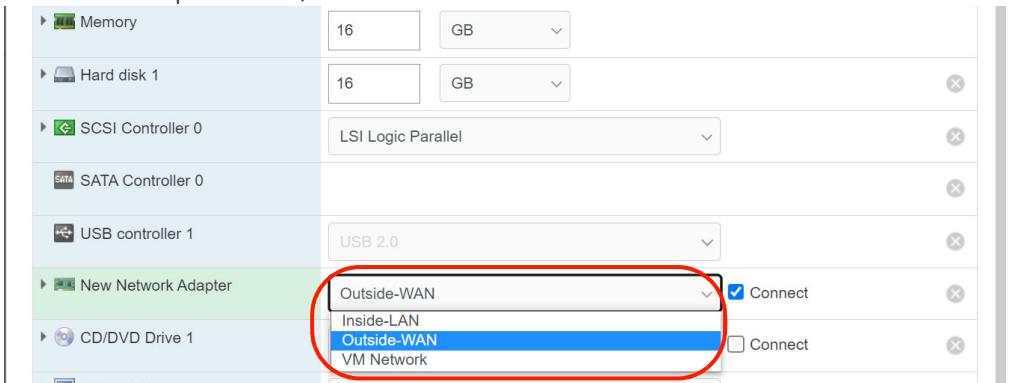 Memory
16
GB
Hard disk 1
16
GB
SCSI Controller 0
LSI Logic Parallel
SATA
SATA Controller 0
USB controller 1
USB 2.0
New Network Adapter
Outside-WAN
Connect
Inside-LAN
Outside-WAN
VM Network
CD/DVD Drive 1
Connect